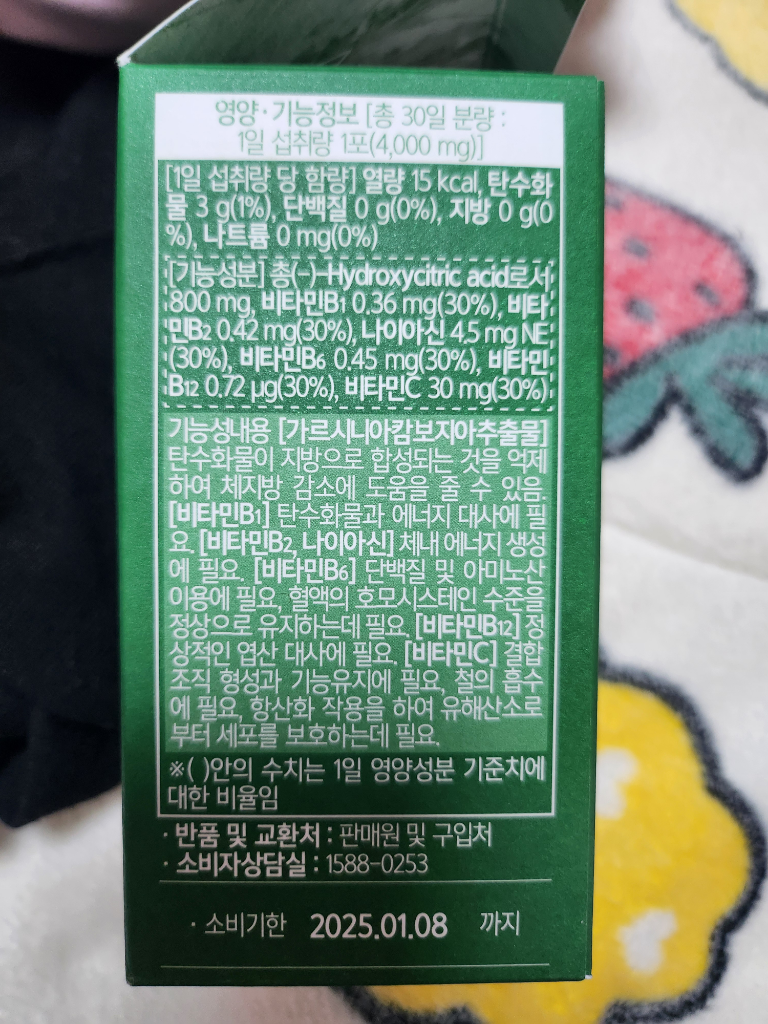 영양·기능정보 [총 30일 분량 :
1일 섭취량 1포(4,000 mg)]
[1일 섭취량 당 함량] 열량 15 kcal, 탄수화
물 3 g(1%), 단백질 0 g(0%), 지방 0 g(0
%), 나트륨 0 mg(0%)
[기능성분] 총(-)-Hydroxycitric acid로서
800 mg, 비타민B1 0.36 mg(30%), 비타
민B2 0.42 mg(30%), 나이아신 4.5 mg NE
(30%), 비타민B6 0.45 mg(30%), 비타민
B12 0.72 μg(30%), 비타민C 30 mg(30%)
기능성내용 [가르시니아캄보지아추출물]
탄수화물이 지방으로 합성되는 것을 억제
하여 체지방 감소에 도움을 줄 수 있음.
[비타민B1] 탄수화물과 에너지 대사에 필
요. [비타민B2, 나이아신] 체내 에너지 생성
에 필요. [비타민B6] 단백질 및 아미노산
이용에 필요, 혈액의 호모시스테인 수준을
정상으로 유지하는데 필요. [비타민B12] 정
상적인 엽산 대사에 필요. [비타민C] 결합
조직 형성과 기능유지에 필요, 철의 흡수
에 필요, 항산화 작용을 하여 유해산소로
부터 세포를 보호하는데 필요.
※( )안의 수치는 1일 영양성분 기준치에
대한 비율임
· 반품 및 교환처 : 판매원 및 구입처
· 소비자상담실 : 1588-0253
· 소비기한 2025.01.08 까지